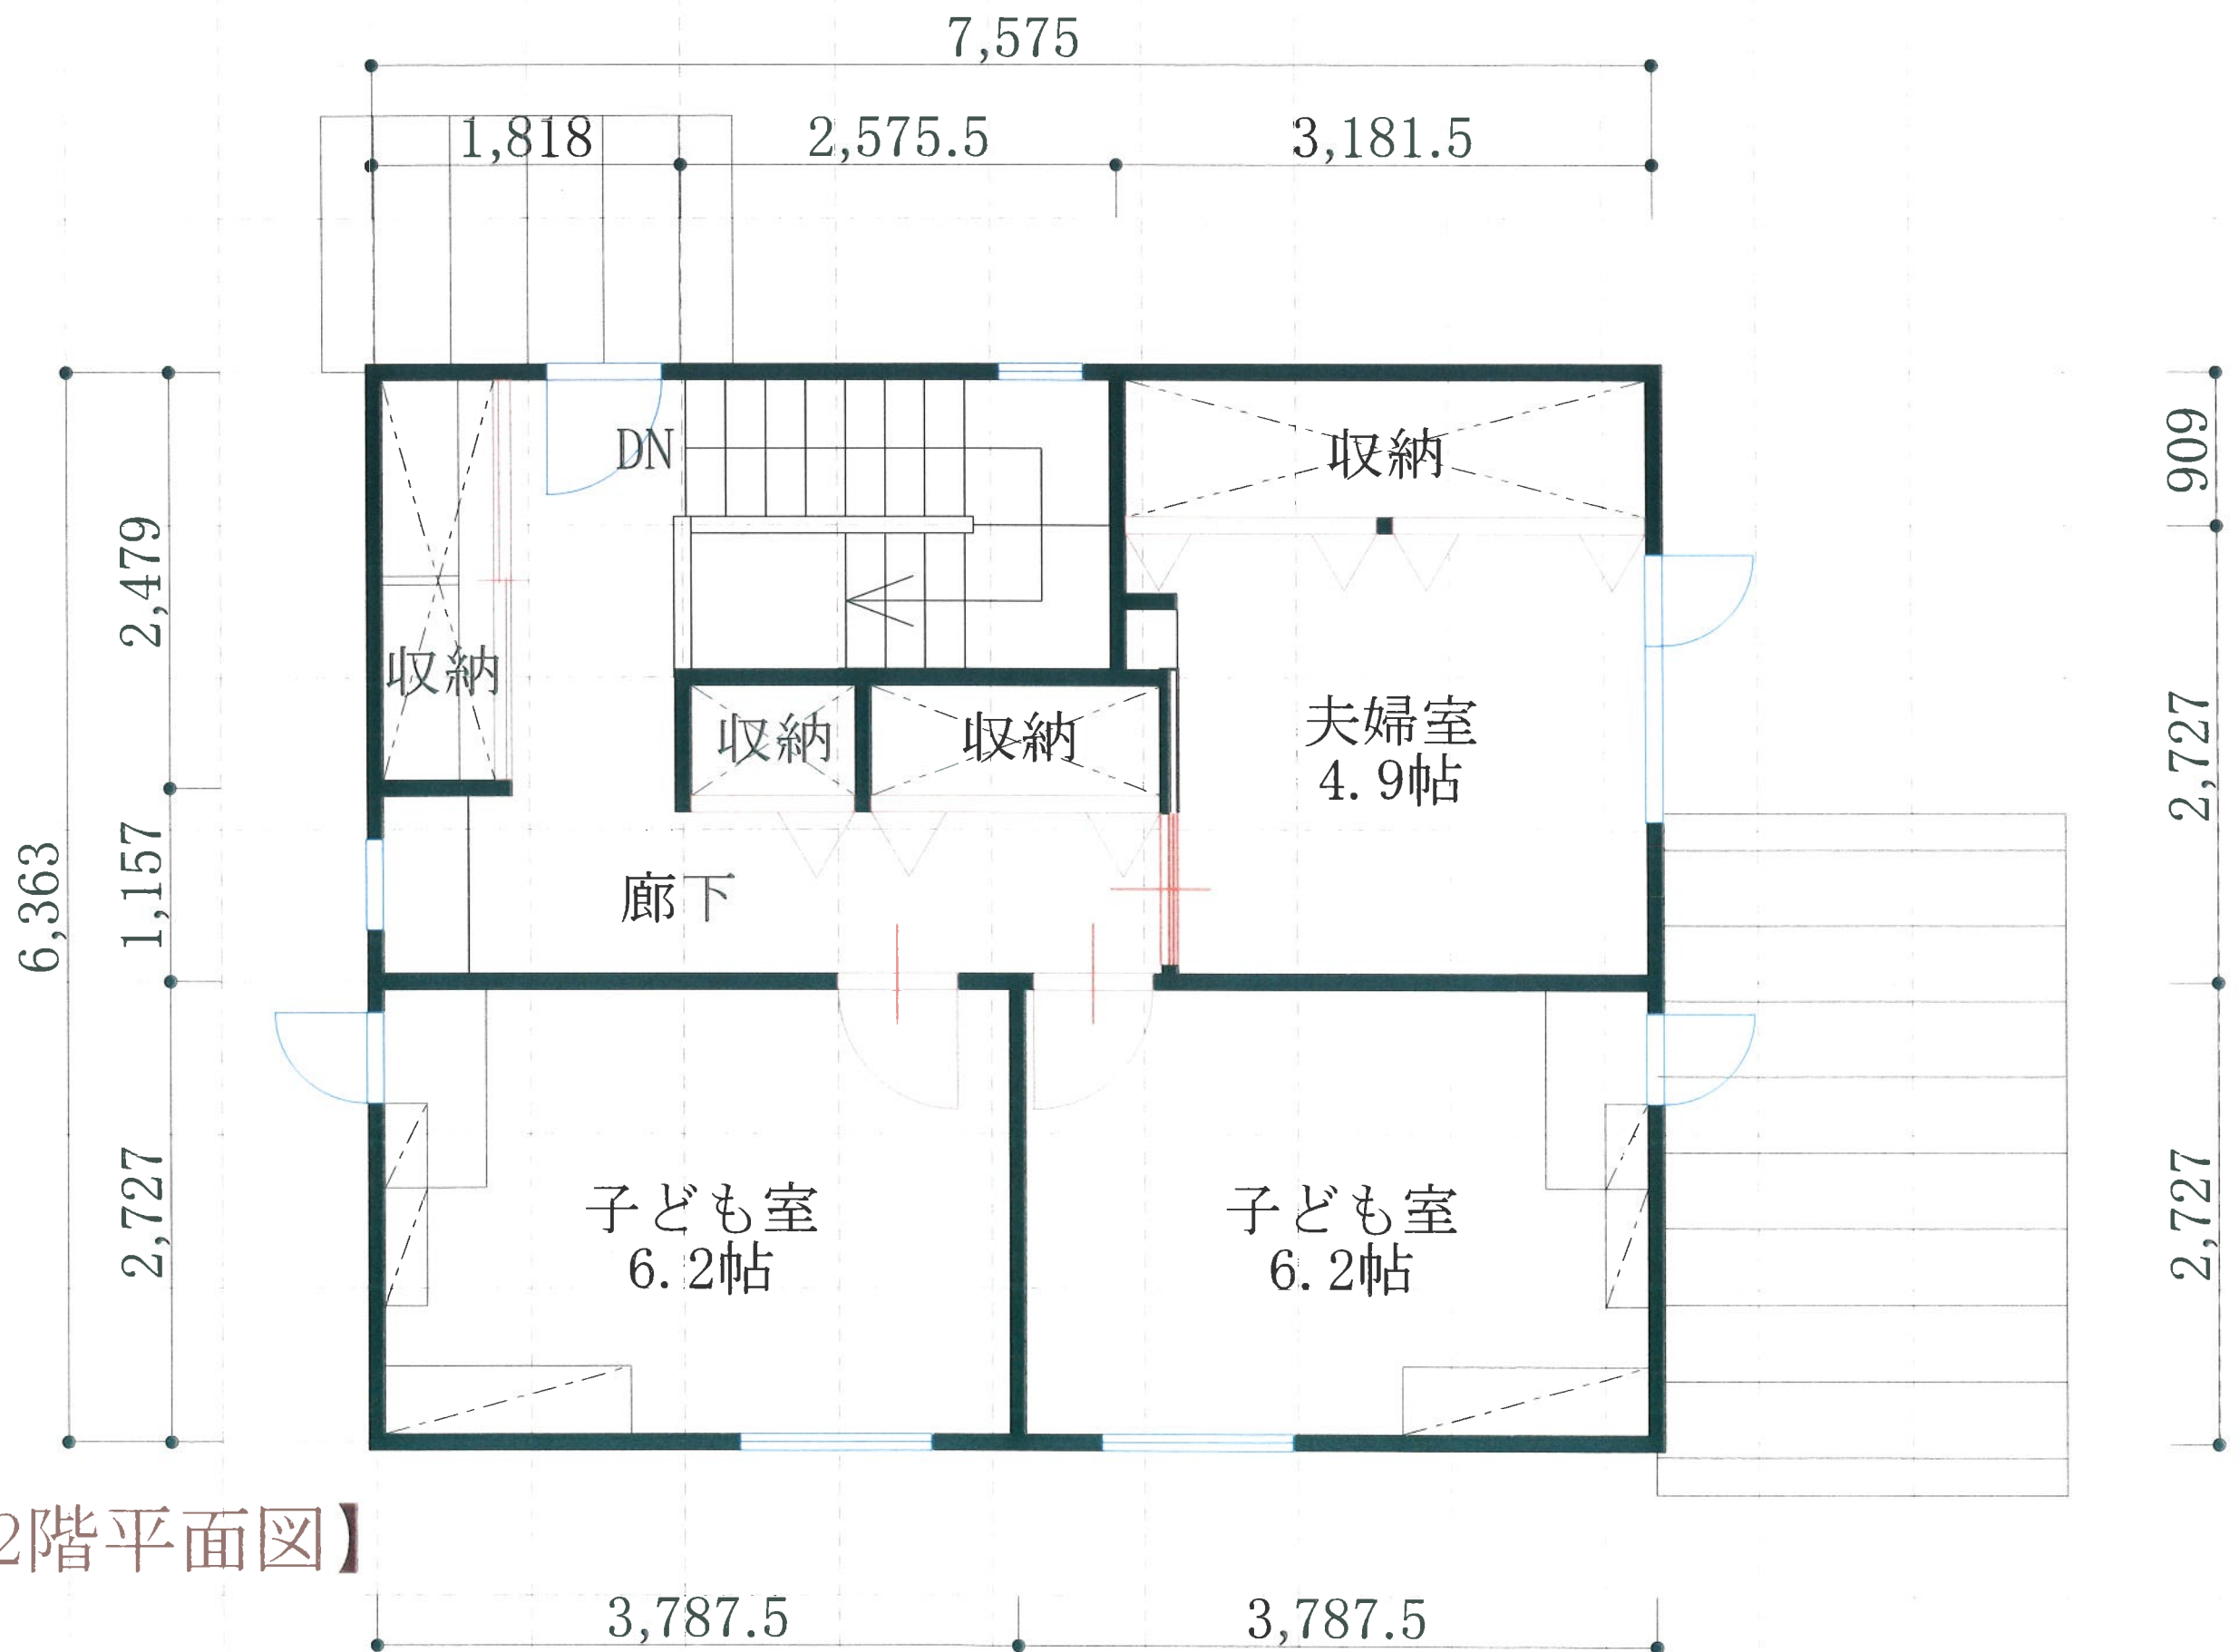 7,575
1,818
2,575.5
3,181.5
DN
収納
909
2,479
収納
収納
収納
夫婦室
4.9帖
2,727
6,363
1,157
廊下
2,727
子ども室
6.2帖
子ども室
6.2帖
2,727
2階平面図】
3,787.5
3,787.5